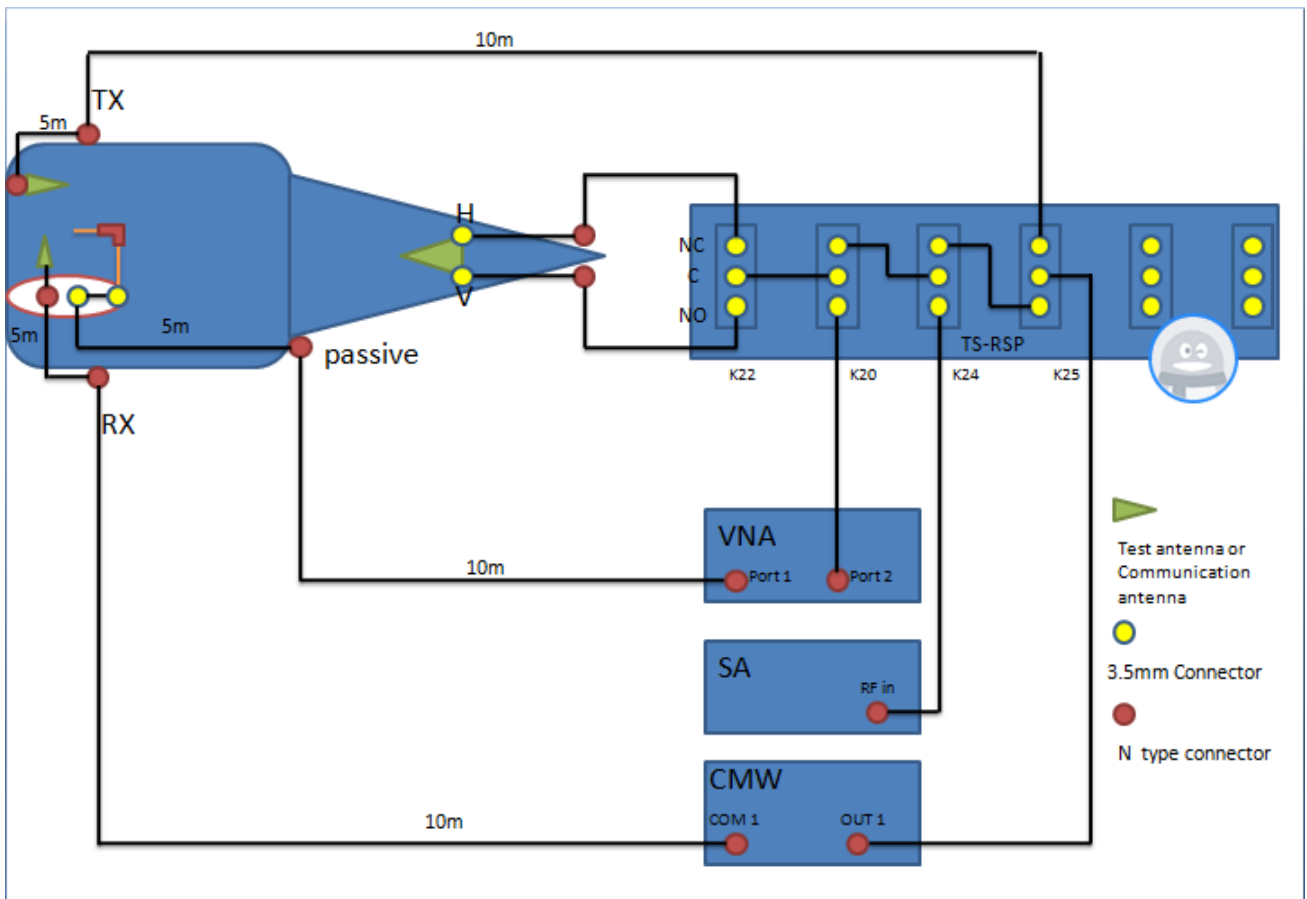 10m
TX
5m
H
NC
C
V
NO
5m
5m
passive
TS-RSP
K22
K20
K24
K25
RX
VNA
Port 1
Port 2
10m
Test antenna or
Communication
antenna
SA
RF in
3.5mm Connector
N type connector
CMW
COM 1
OUT 1
10m